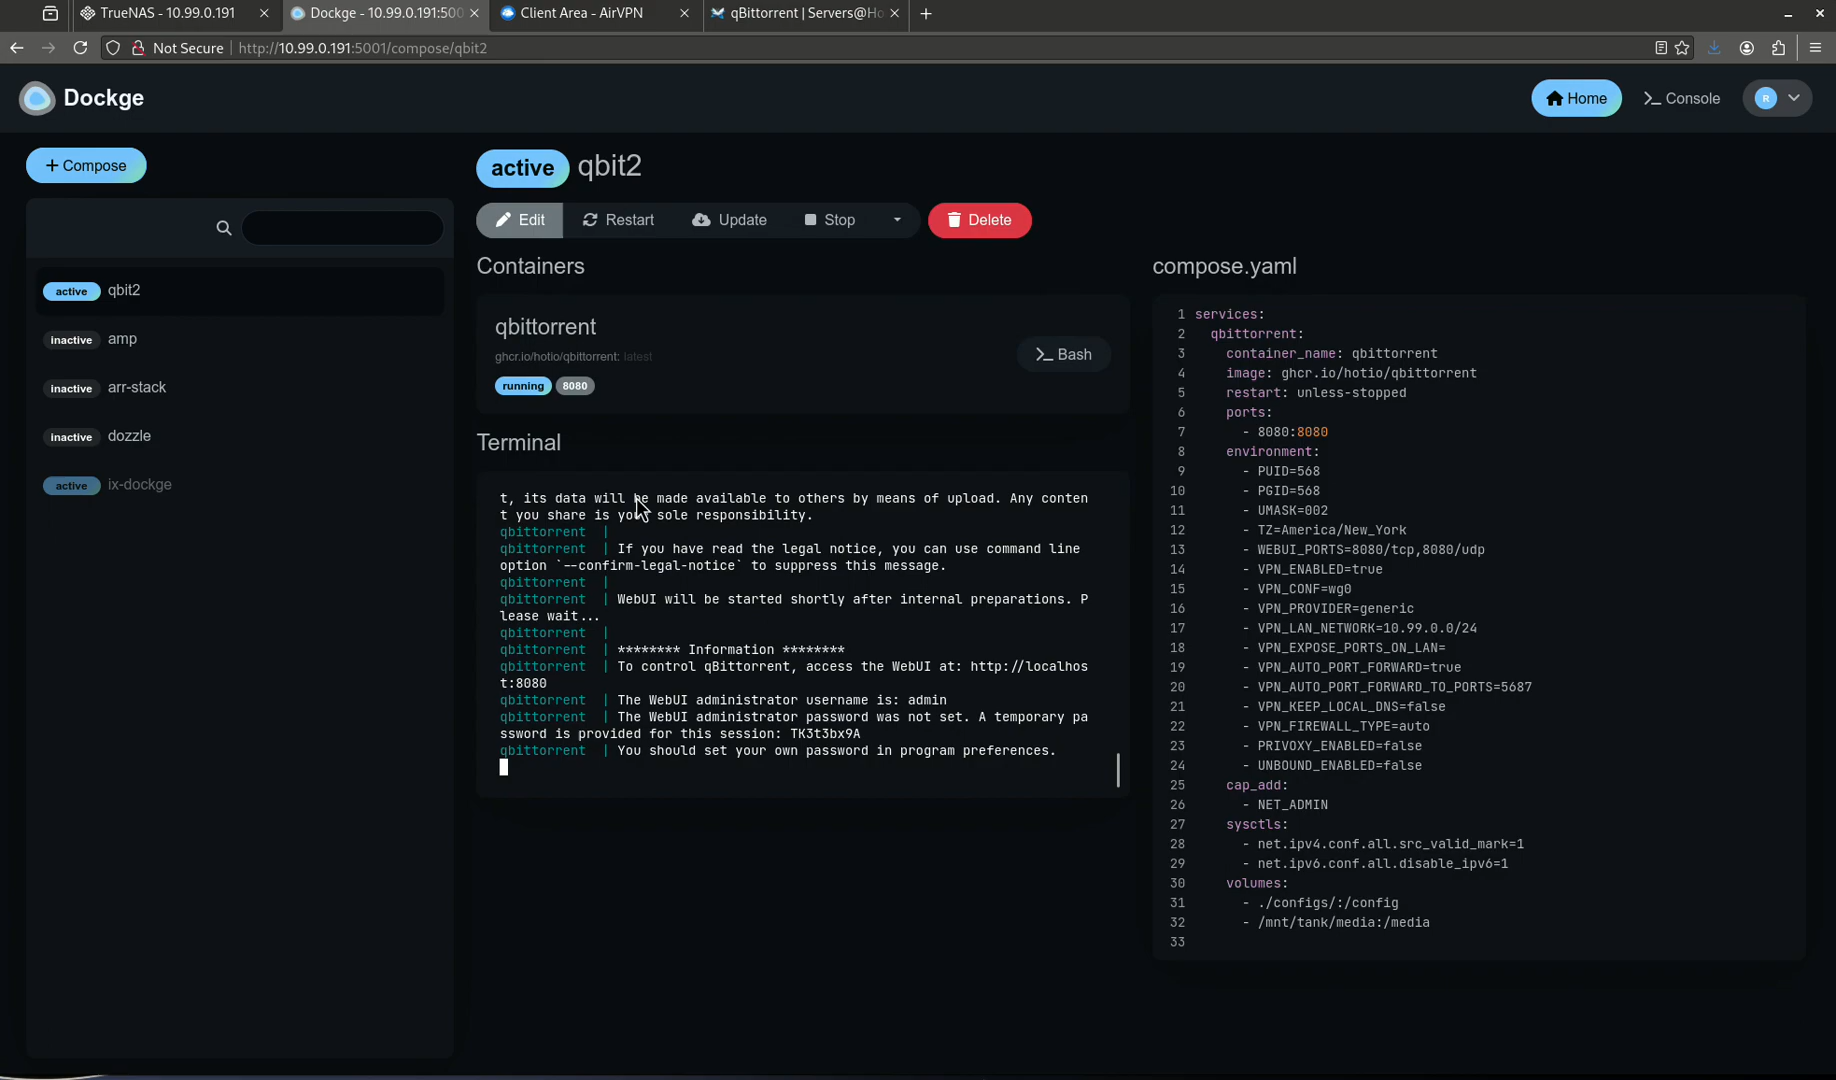 TrueNAS - 10.99.0.191
Dockge - 10.99.0.191:500
Client Area - AirVPN
qBittorrent | Servers@Ho
Not Secure
http://10.99.0.191:5001/compose/qbit2
Dockge
Home
Console
R
+ Compose
active qbit2
inactive amp
inactive arr-stack
inactive dozzle
active ix-dockge
active qbit2
Edit
Restart
Update
Stop
Delete
Containers
qbittorrent
ghcr.io/hotio/qbittorrent: latest
running 8080
>_ Bash
Terminal
t, its data will be made available to others by means of upload. Any conten
t you share is your sole responsibility.
qbittorrent |
qbittorrent | If you have read the legal notice, you can use command line
option `--confirm-legal-notice` to suppress this message.
qbittorrent |
qbittorrent | WebUI will be started shortly after internal preparations. P
lease wait...
qbittorrent |
qbittorrent | ******** Information ********
qbittorrent | To control qBittorrent, access the WebUI at: http://localhos
t:8080
qbittorrent | The WebUI administrator username is: admin
qbittorrent | The WebUI administrator password was not set. A temporary pa
ssword is provided for this session: TK3t3bx9A
qbittorrent | You should set your own password in program preferences.
compose.yaml
1 services:
2 qbittorrent:
3 container_name: qbittorrent
4 image: ghcr.io/hotio/qbittorrent
5 restart: unless-stopped
6 ports:
7 - 8080:8080
8 environment:
9 - PUID=568
10 - PGID=568
11 - UMASK=002
12 - TZ=America/New_York
13 - WEBUI_PORTS=8080/tcp,8080/udp
14 - VPN_ENABLED=true
15 - VPN_CONF=wg0
16 - VPN_PROVIDER=generic
17 - VPN_LAN_NETWORK=10.99.0.0/24
18 - VPN_EXPOSE_PORTS_ON_LAN=
19 - VPN_AUTO_PORT_FORWARD=true
20 - VPN_AUTO_PORT_FORWARD_TO_PORTS=5687
21 - VPN_KEEP_LOCAL_DNS=false
22 - VPN_FIREWALL_TYPE=auto
23 - PRIVOXY_ENABLED=false
24 - UNBOUND_ENABLED=false
25 cap_add:
26 - NET_ADMIN
27 sysctls:
28 - net.ipv4.conf.all.src_valid_mark=1
29 - net.ipv6.conf.all.disable_ipv6=1
30 volumes:
31 - ./configs/:/config
32 - /mnt/tank/media:/media
33